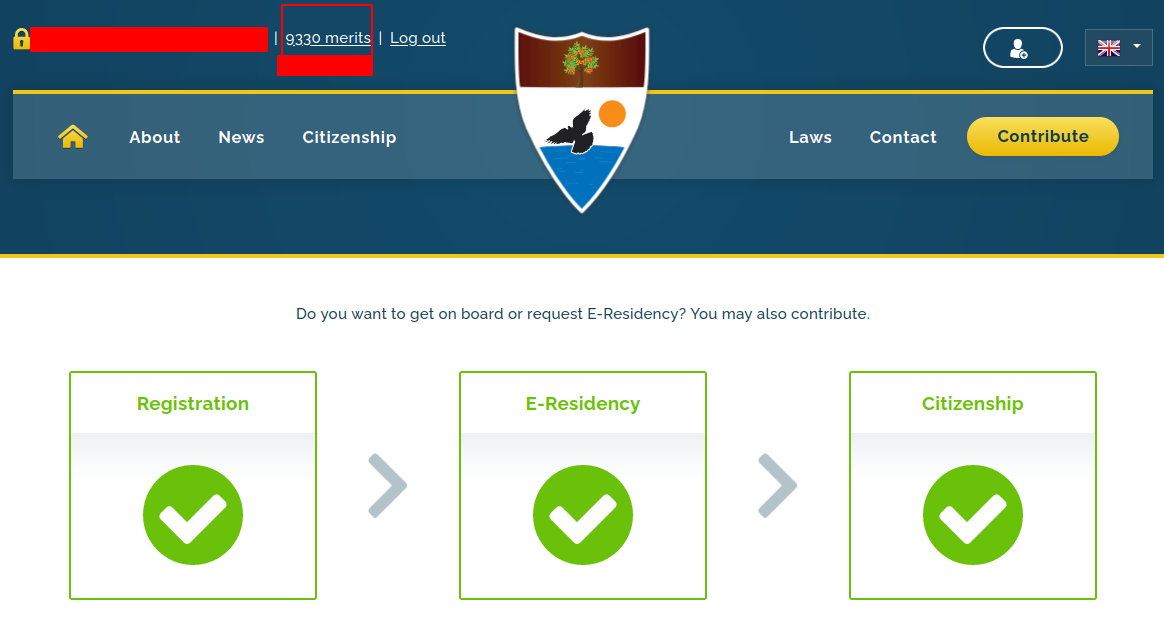 | 9330 merits | Log out
About News Citizenship Laws Contact Contribute
Do you want to get on board or request E-Residency? You may also contribute.
Registration E-Residency Citizenship